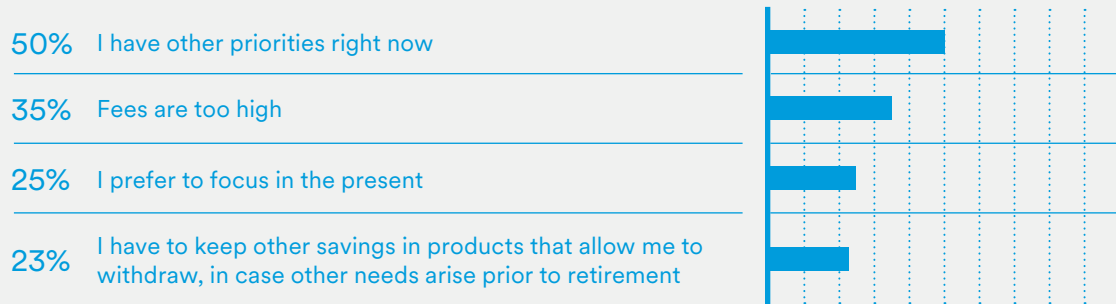 50% I have other priorities right now
35% Fees are too high
25% I prefer to focus in the present
23% I have to keep other savings in products that allow me to
withdraw, in case other needs arise prior to retirement